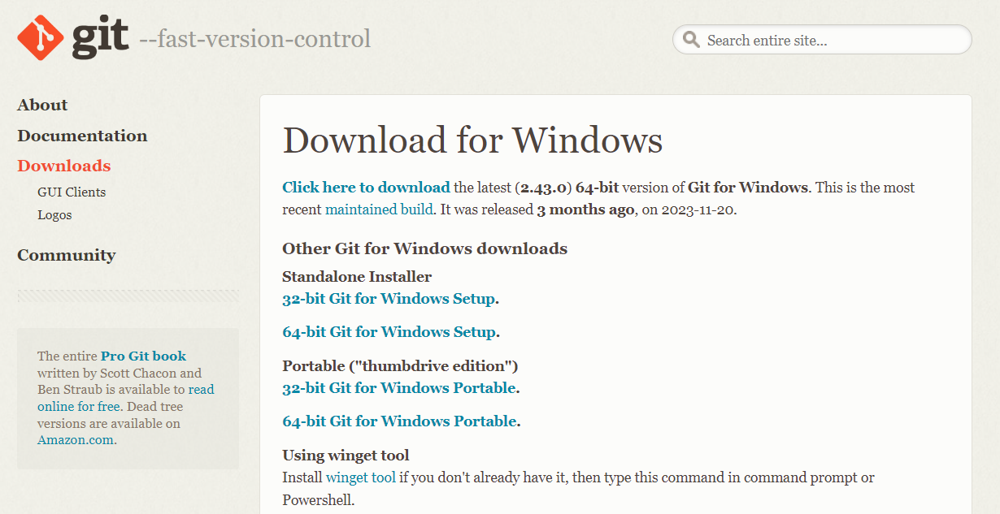 git --fast-version-control
Search entire site...
About
Documentation
Downloads
GUI Clients
Logos
Community
The entire Pro Git book
written by Scott Chacon and
Ben Straub is available to read
online for free. Dead tree
versions are available on
Amazon.com.
Download for Windows
Click here to download the latest (2.43.0) 64-bit version of Git for Windows. This is the most
recent maintained build. It was released 3 months ago, on 2023-11-20.
Other Git for Windows downloads
Standalone Installer
32-bit Git for Windows Setup.
64-bit Git for Windows Setup.
Portable ("thumbdrive edition")
32-bit Git for Windows Portable.
64-bit Git for Windows Portable.
Using winget tool
Install winget tool if you don't already have it, then type this command in command prompt or
Powershell.